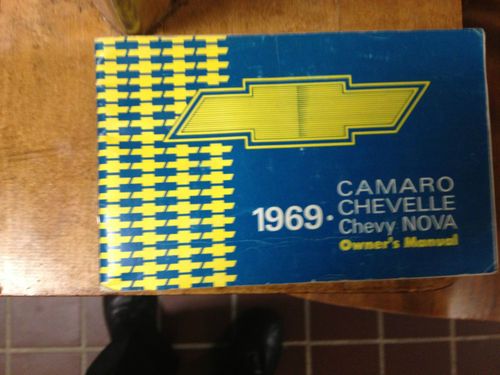 1969 •
CAMARO
CHEVELLE
Chevy NOVA
Owner's Manual